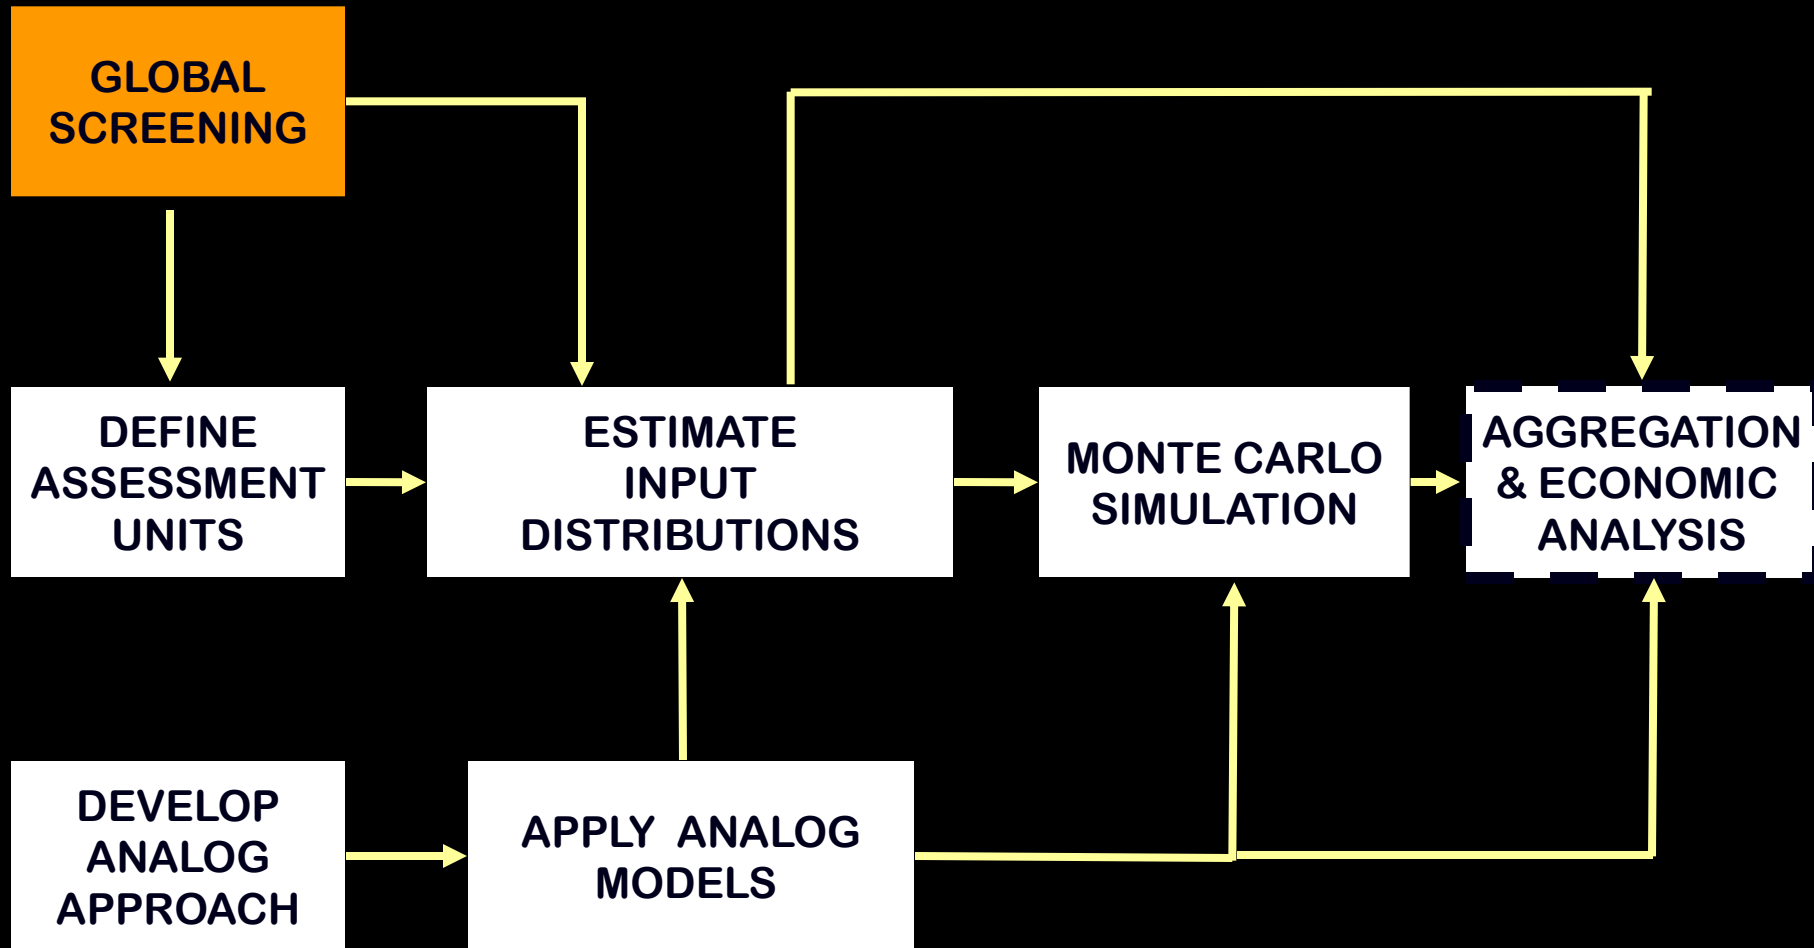 GLOBAL
SCREENING
DEFINE
ASSESSMENT
UNITS
ESTIMATE
INPUT
DISTRIBUTIONS
MONTE CARLO
SIMULATION
AGGREGATION
& ECONOMIC
ANALYSIS
DEVELOP
ANALOG
APPROACH
APPLY ANALOG
MODELS